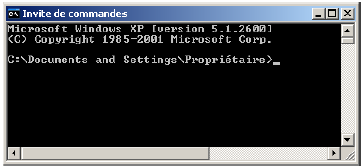 Invite de commandes
Microsoft Windows XP [version 5.1.2600]
(C) Copyright 1985-2001 Microsoft Corp.
C:\Documents and Settings\Propriétaire>_